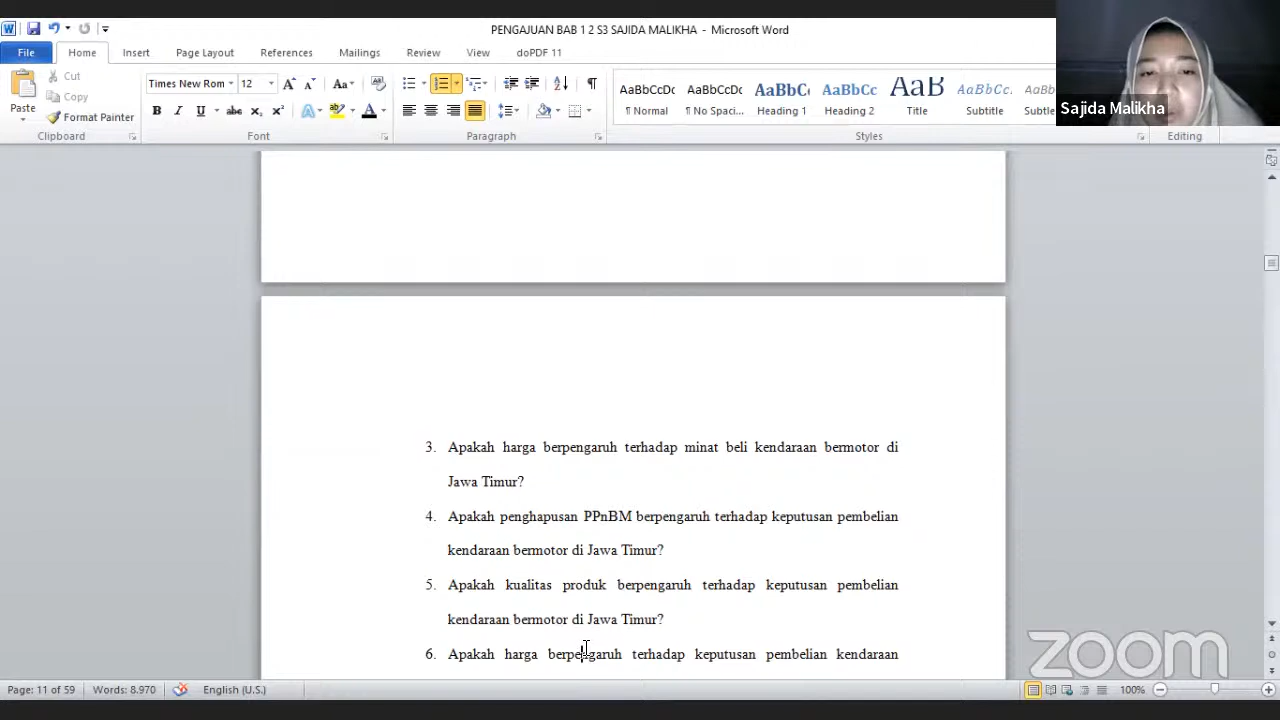 PENGAJUAN BAB 1 2 S3 SAJIDA MALIKHA - Microsoft Word
File Home Insert Page Layout References Mailings Review View doPDF 11
Cut
Copy
Format Painter
Paste
Clipboard
Times New Rom 12
Font
Paragraph
AaBbCcDc AaBbCcDc AaBbC( AaBbCc AaB AaBbCc. AaBb
¶ Normal ¶ No Spaci... Heading 1 Heading 2 Title Subtitle Subtle
Styles
Editing
Sajida Malikha
3. Apakah harga berpengaruh terhadap minat beli kendaraan bermotor di
Jawa Timur?
4. Apakah penghapusan PPnBM berpengaruh terhadap keputusan pembelian
kendaraan bermotor di Jawa Timur?
5. Apakah kualitas produk berpengaruh terhadap keputusan pembelian
kendaraan bermotor di Jawa Timur?
6. Apakah harga berpengaruh terhadap keputusan pembelian kendaraan
zoom
Page: 11 of 59 Words: 8.970 English (U.S.) 100%